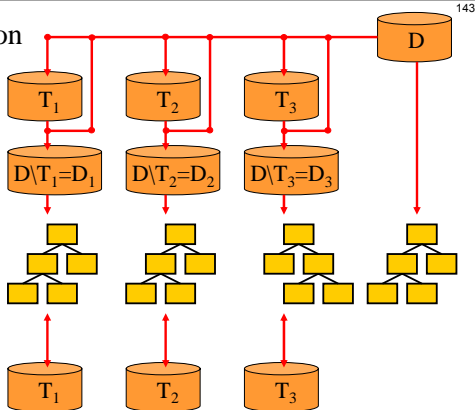 143
on
D
T₁ T₂ T₃
D\T₁=D₁ D\T₂=D₂ D\T₃=D₃
T₁ T₂ T₃